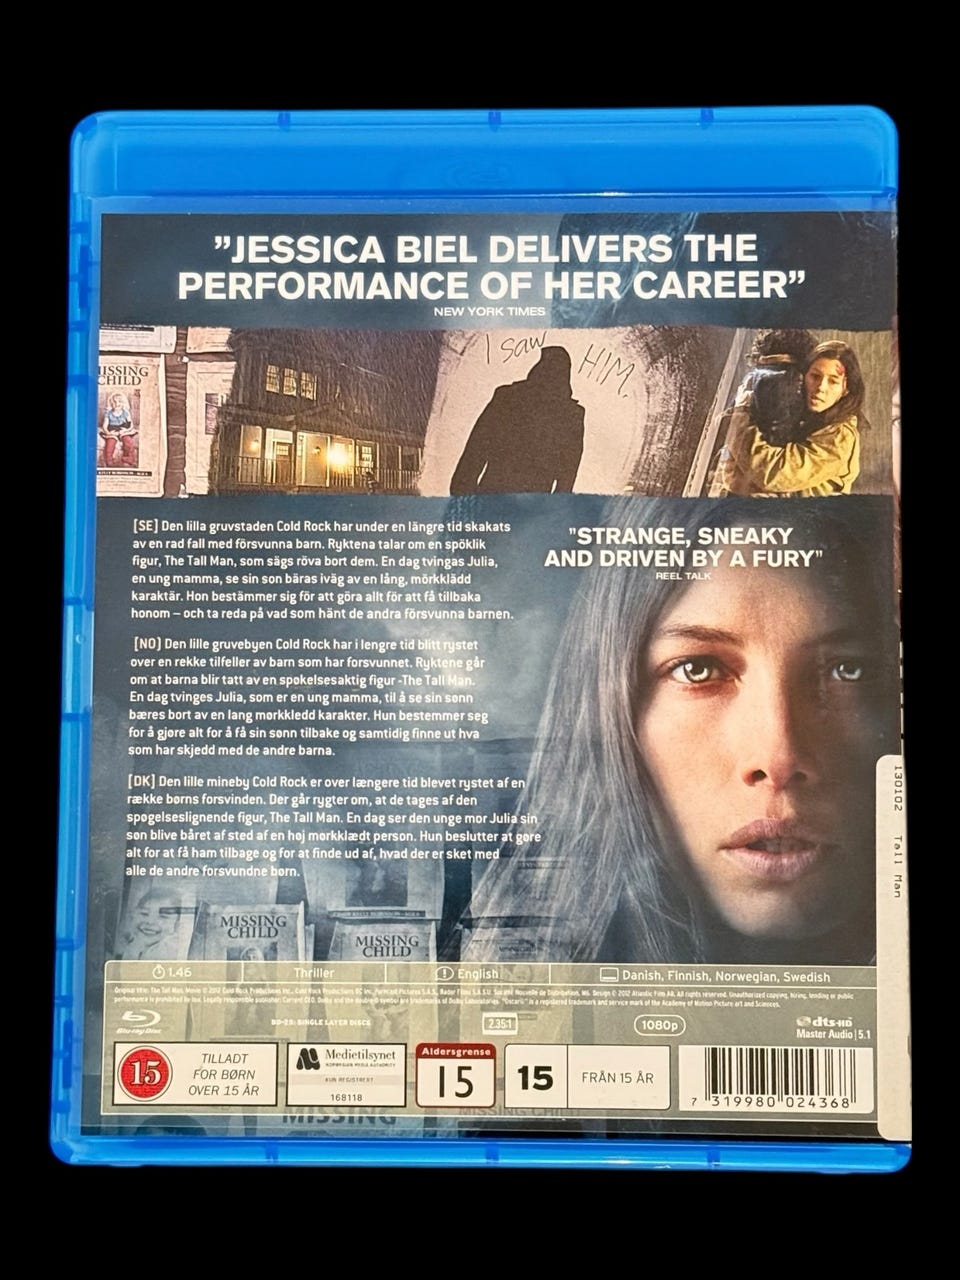 ”JESSICA BIEL DELIVERS THE
PERFORMANCE OF HER CAREER”
NEW YORK TIMES
MISSING
CHILD
I saw HIM.
[SE] Den lilla gruvstaden Cold Rock har under en längre tid skakats
av en rad fall med försvunna barn. Ryktena talar om en spöklik
figur, The Tall Man, som sägs röva bort dem. En dag tvingas Julia,
en ung mamma, se sin son bäras iväg av en lång, mörkklädd
karaktär. Hon bestämmer sig för att göra allt för att få tillbaka
honom – och ta reda på vad som hänt de andra försvunna barnen.
”STRANGE, SNEAKY
AND DRIVEN BY A FURY”
REEL TALK
[NO] Den lille gruvebyen Cold Rock har i lengre tid blitt rystet
over en rekke tilfeller av barn som har forsvunnet. Ryktene går
om at barna blir tatt av en spøkelsesaktig figur -The Tall Man.
En dag tvinges Julia, som er en ung mamma, til å se sin sønn
bæres bort av en lang mørkkledd karakter. Hun bestemmer seg
for å gjøre alt for å få sin sønn tilbake og samtidig finne ut hva
som har skjedd med de andre barna.
[DK] Den lille mineby Cold Rock er over længere tid blevet rystet af en
række børns forsvinden. Der går rygter om, at de tages af den
spøgelseslignende figur, The Tall Man. En dag ser den unge mor Julia sin
søn blive båret af sted af en høj mørkklædt person. Hun beslutter at gøre
alt for at få ham tilbage og for at finde ud af, hvad der er sket med
alle de andre forsvundne børn.
130102 Tall Man
MISSING
CHILD
MISSING
CHILD
1.46 Thriller English Danish, Finnish, Norwegian, Swedish
Blu-ray Disc
BD-25: SINGLE LAYER DISCS
2.35:1
1080p
dts-HD
Master Audio | 5.1
15
TILLADT
FOR BØRN
OVER 15 ÅR
Medietilsynet
NORWEGIAN MEDIA AUTHORITY
KUN REGISTRERT
168118
Aldersgrense
15
15
FRÅN 15 ÅR
7 319980 024368
MISSING
MISSING CHILD